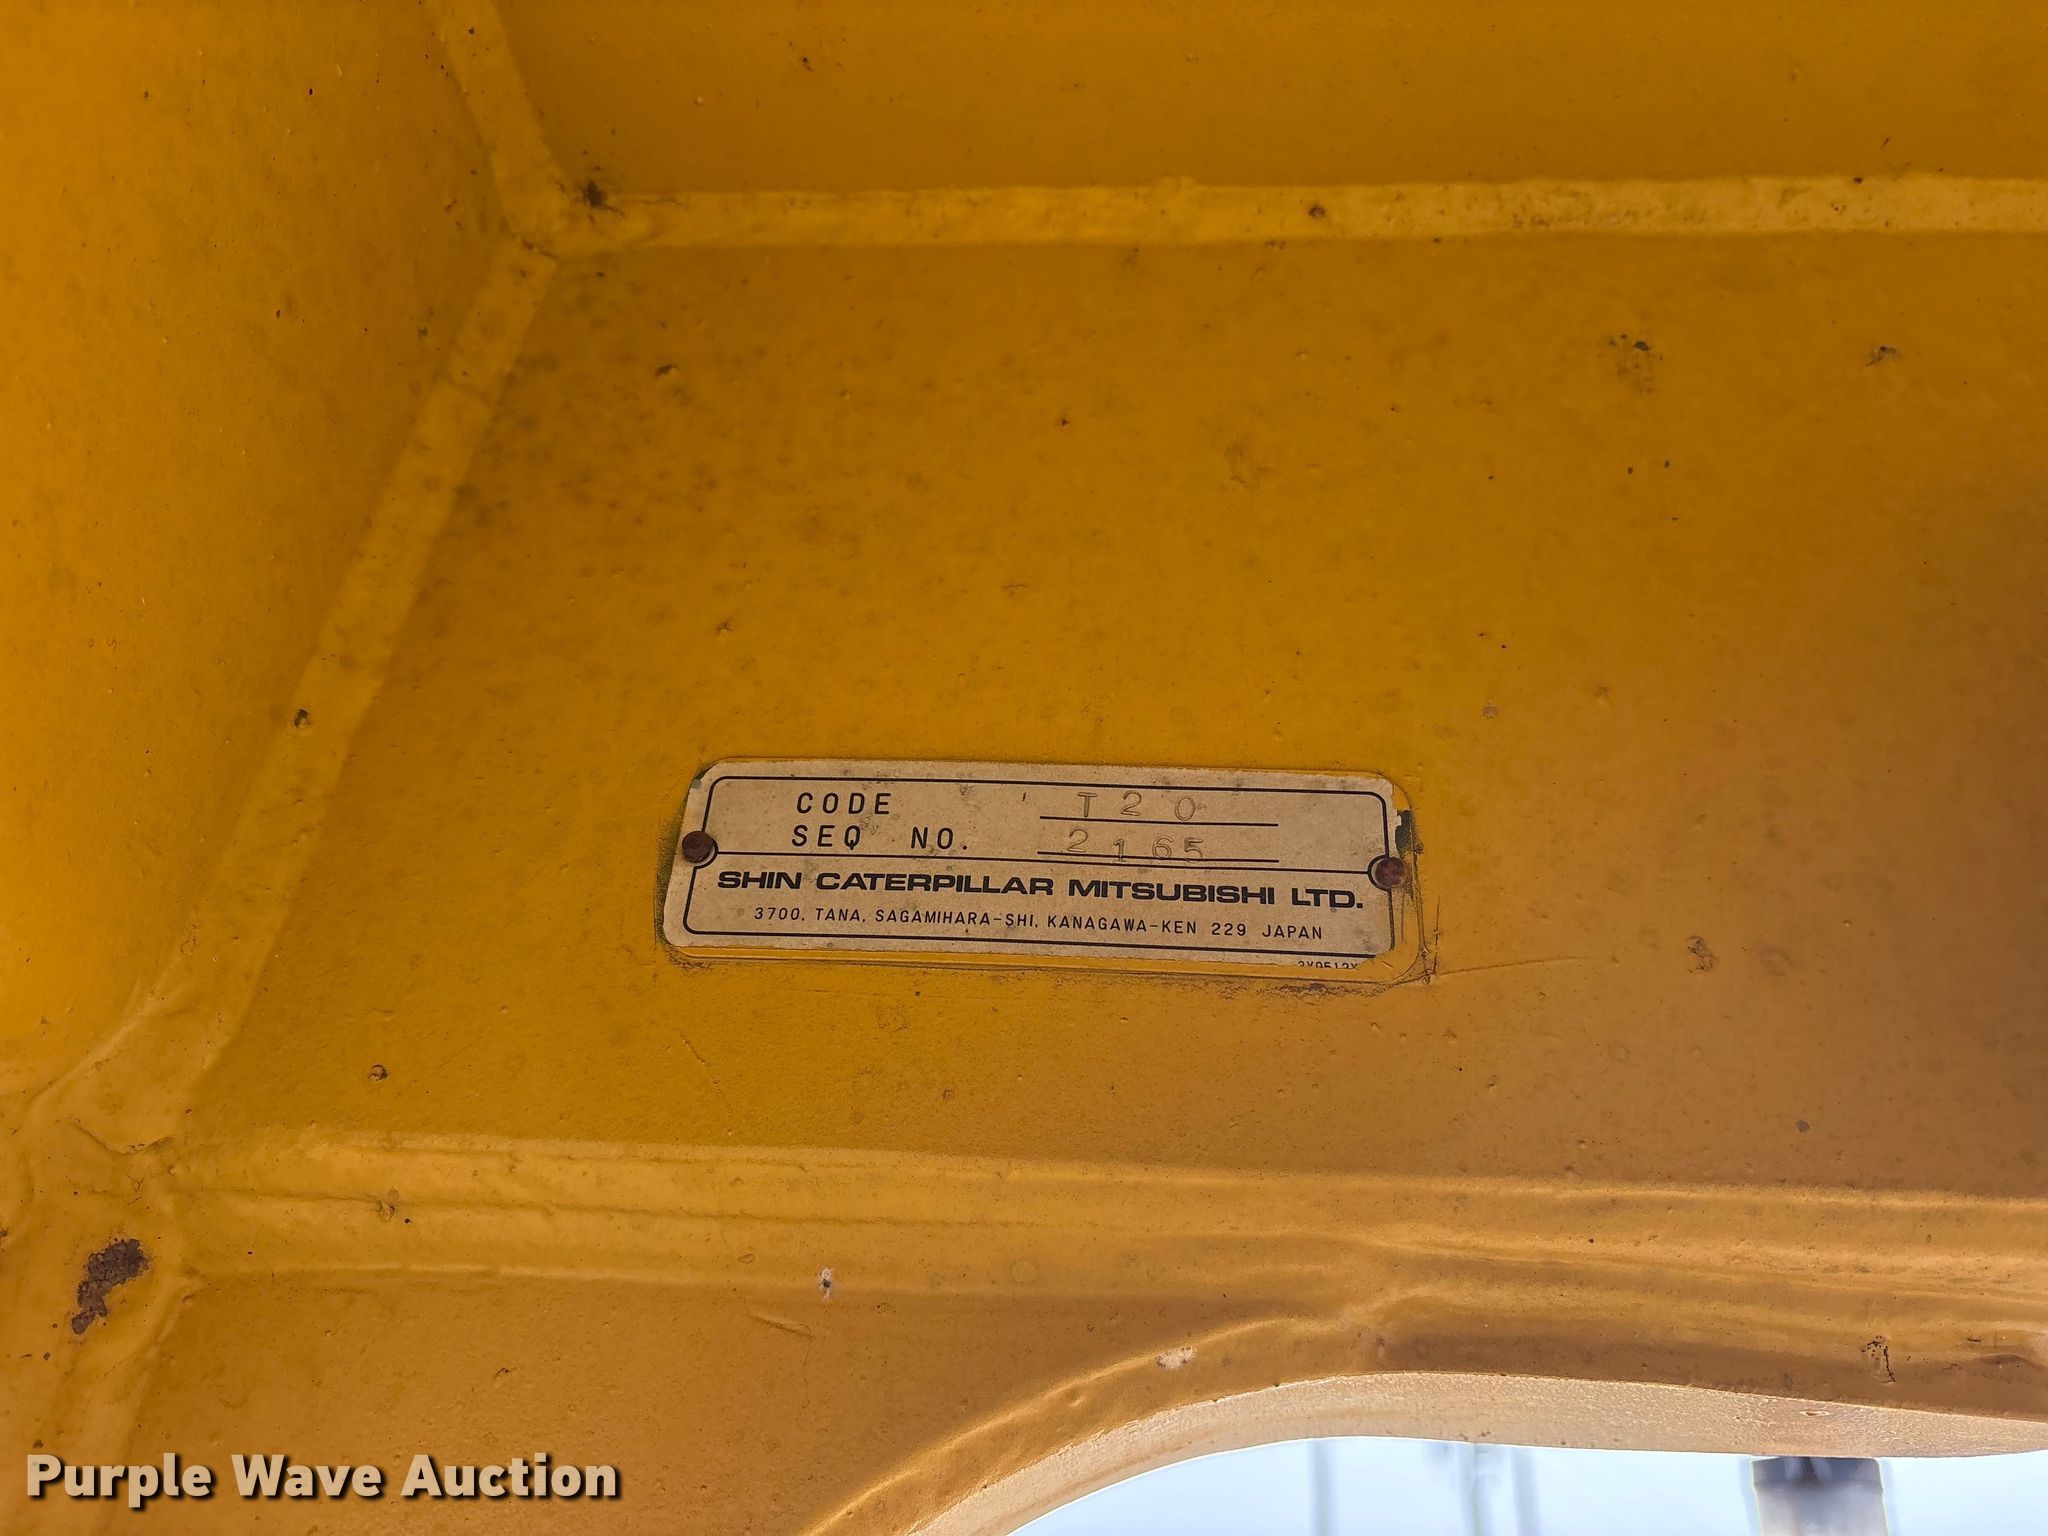 CODE T20
SEQ NO. 2165
SHIN CATERPILLAR MITSUBISHI LTD.
3700, TANA, SAGAMIHARA-SHI, KANAGAWA-KEN 229 JAPAN
Purple Wave Auction